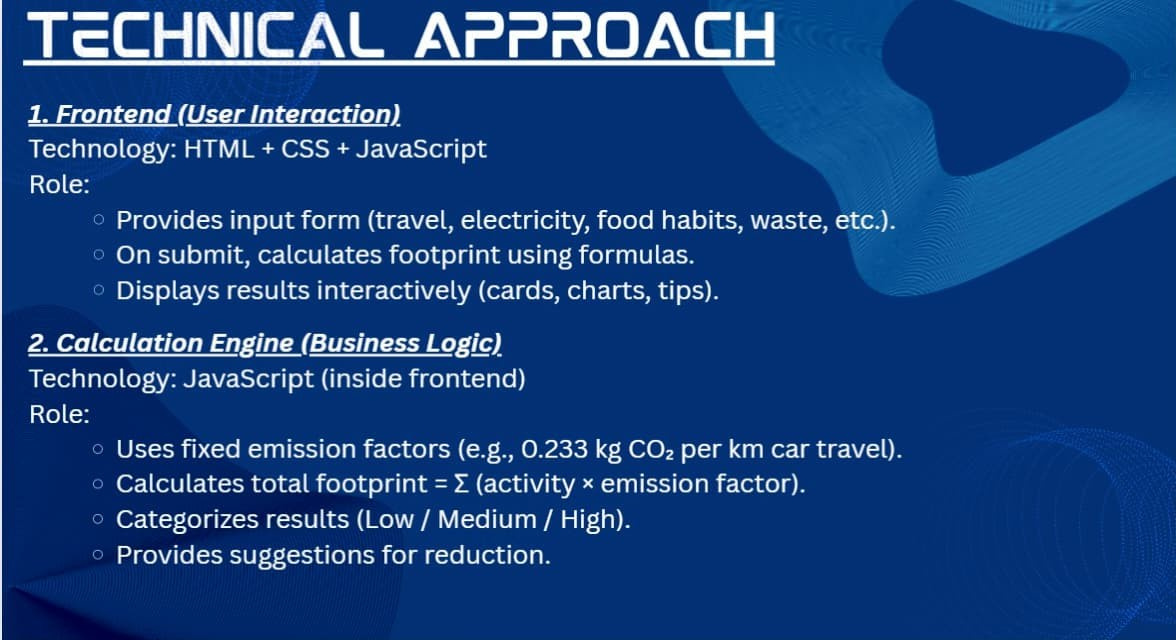 TECHNICAL APPROACH
1. Frontend (User Interaction)
Technology: HTML + CSS + JavaScript
Role:
○ Provides input form (travel, electricity, food habits, waste, etc.).
○ On submit, calculates footprint using formulas.
○ Displays results interactively (cards, charts, tips).
2. Calculation Engine (Business Logic)
Technology: JavaScript (inside frontend)
Role:
○ Uses fixed emission factors (e.g., 0.233 kg CO₂ per km car travel).
○ Calculates total footprint = Σ (activity × emission factor).
○ Categorizes results (Low / Medium / High).
○ Provides suggestions for reduction.